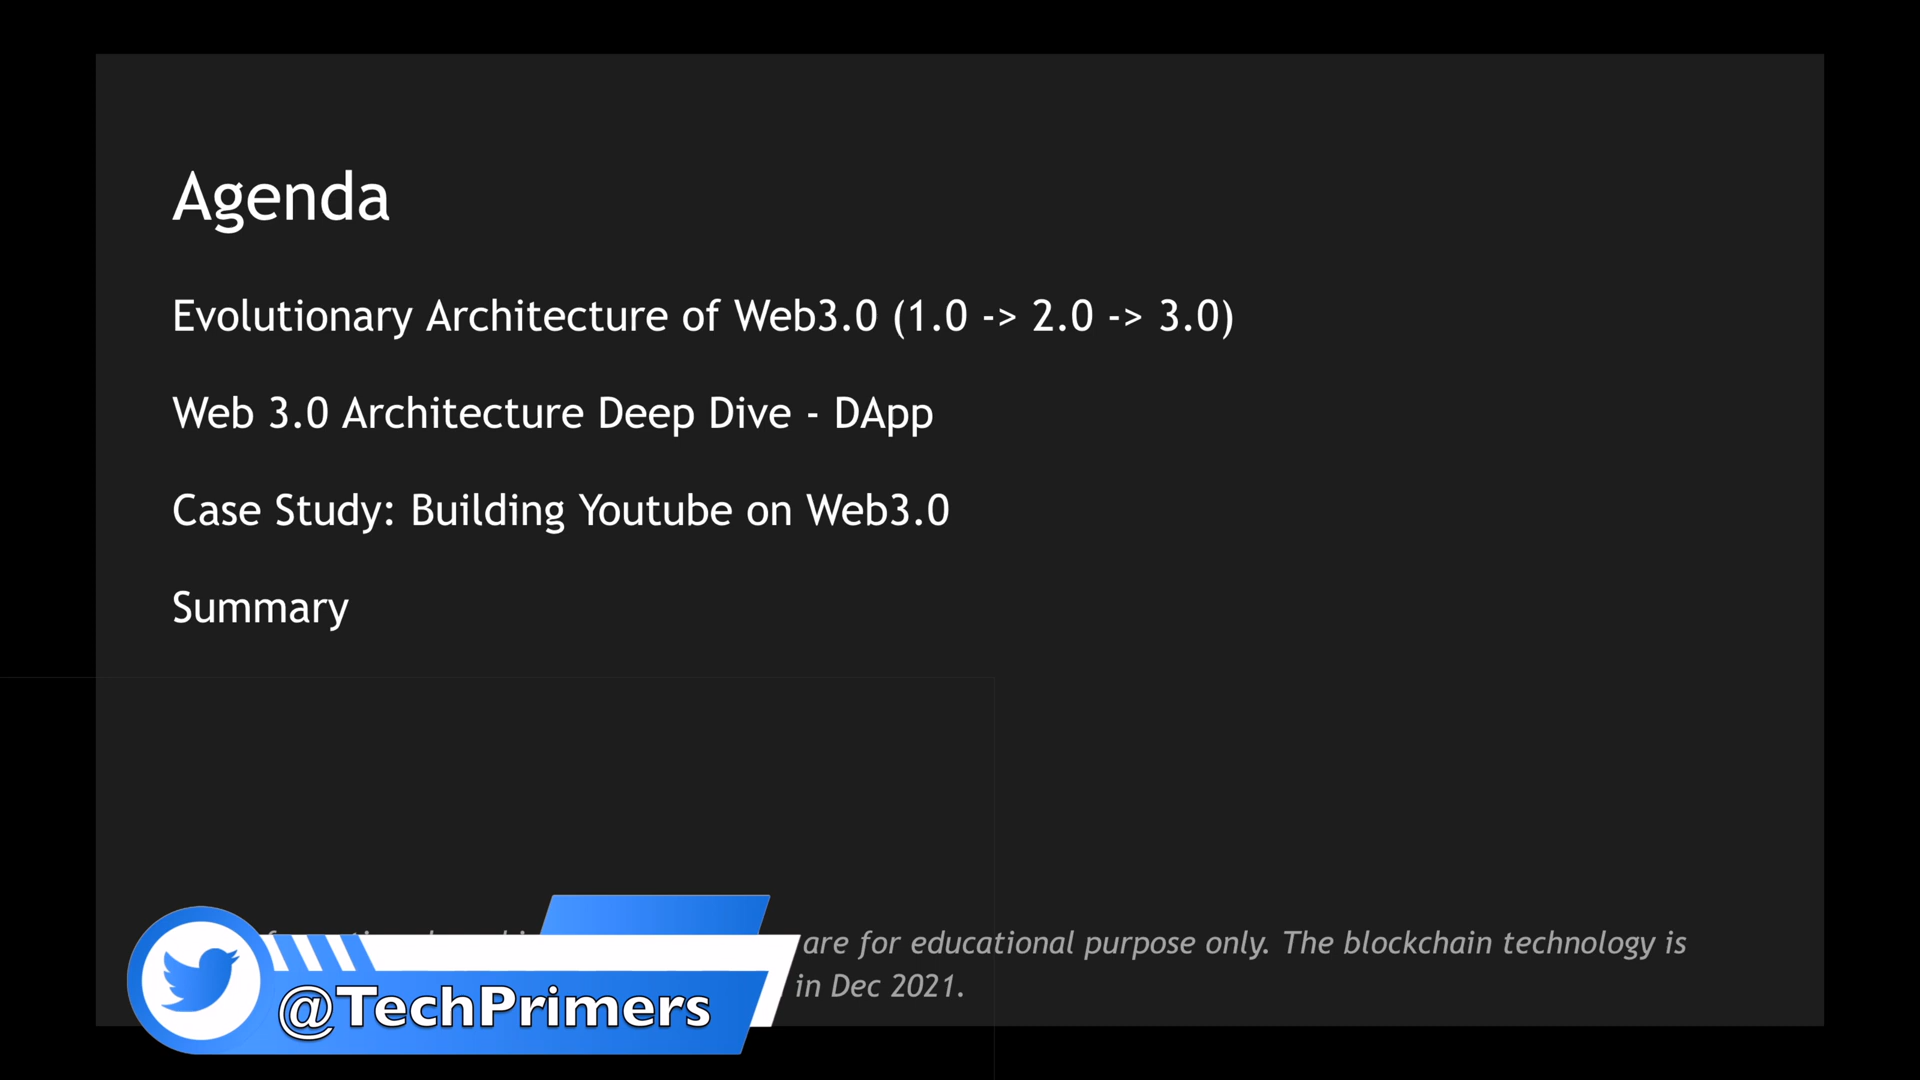 Agenda
Evolutionary Architecture of Web3.0 (1.0 -> 2.0 -> 3.0)
Web 3.0 Architecture Deep Dive - DApp
Case Study: Building Youtube on Web3.0
Summary
are for educational purpose only. The blockchain technology is
in Dec 2021.
@TechPrimers